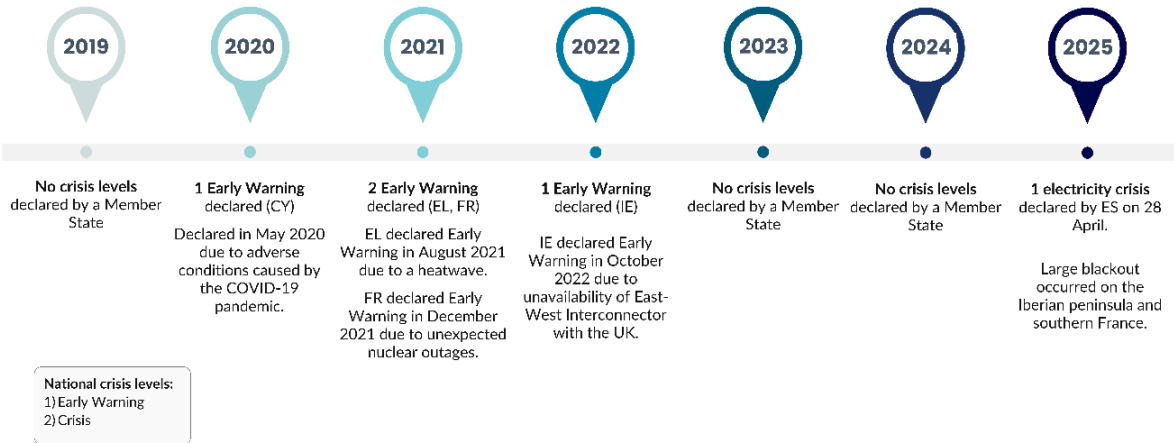 2019
2020
2021
2022
2023
2024
2025
No crisis levels
declared by a Member
State
1 Early Warning
declared (CY)
Declared in May 2020
due to adverse
conditions caused by
the COVID-19
pandemic.
2 Early Warning
declared (EL, FR)
EL declared Early
Warning in August 2021
due to a heatwave.
FR declared Early
Warning in December
2021 due to unexpected
nuclear outages.
1 Early Warning
declared (IE)
IE declared Early
Warning in October
2022 due to
unavailability of East-
West Interconnector
with the UK.
No crisis levels
declared by a Member
State
No crisis levels
declared by a Member
State
1 electricity crisis
declared by ES on 28
April.
Large blackout
occurred on the
Iberian peninsula and
southern France.
National crisis levels:
1) Early Warning
2) Crisis